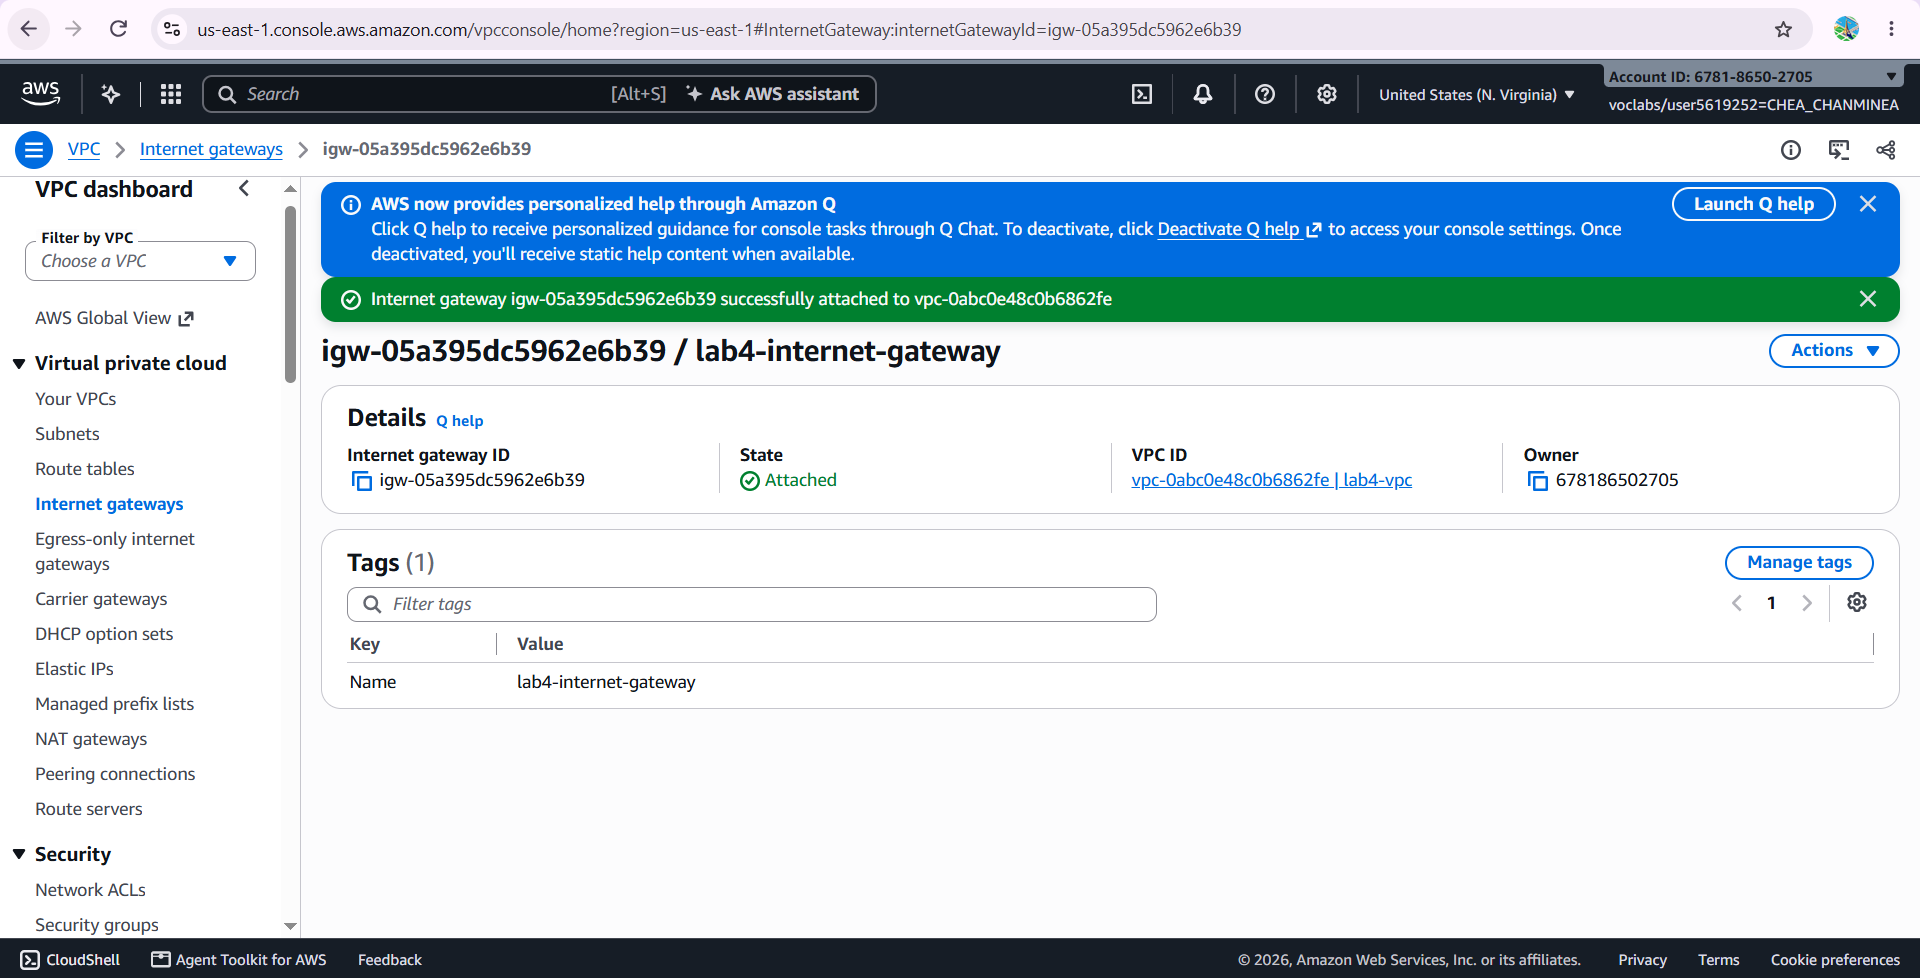 us-east-1.console.aws.amazon.com/vpcconsole/home?region=us-east-1#InternetGateway:internetGatewayId=igw-05a395dc5962e6b39
aws
Search [Alt+S] Ask AWS assistant
United States (N. Virginia)
Account ID: 6781-8650-2705
voclabs/user5619252=CHEA_CHANMINEA
VPC
Internet gateways
igw-05a395dc5962e6b39
VPC dashboard
Filter by VPC
Choose a VPC
AWS Global View
Virtual private cloud
Your VPCs
Subnets
Route tables
Internet gateways
Egress-only internet
gateways
Carrier gateways
DHCP option sets
Elastic IPs
Managed prefix lists
NAT gateways
Peering connections
Route servers
Security
Network ACLs
Security groups
AWS now provides personalized help through Amazon Q
Click Q help to receive personalized guidance for console tasks through Q Chat. To deactivate, click Deactivate Q help to access your console settings. Once
deactivated, you'll receive static help content when available.
Launch Q help
Internet gateway igw-05a395dc5962e6b39 successfully attached to vpc-0abc0e48c0b6862fe
igw-05a395dc5962e6b39 / lab4-internet-gateway
Actions
Details Q help
Internet gateway ID
igw-05a395dc5962e6b39
State
Attached
VPC ID
vpc-0abc0e48c0b6862fe | lab4-vpc
Owner
678186502705
Tags (1)
Manage tags
Filter tags
1
Key Value
Name lab4-internet-gateway
CloudShell Agent Toolkit for AWS Feedback
© 2026, Amazon Web Services, Inc. or its affiliates. Privacy Terms Cookie preferences